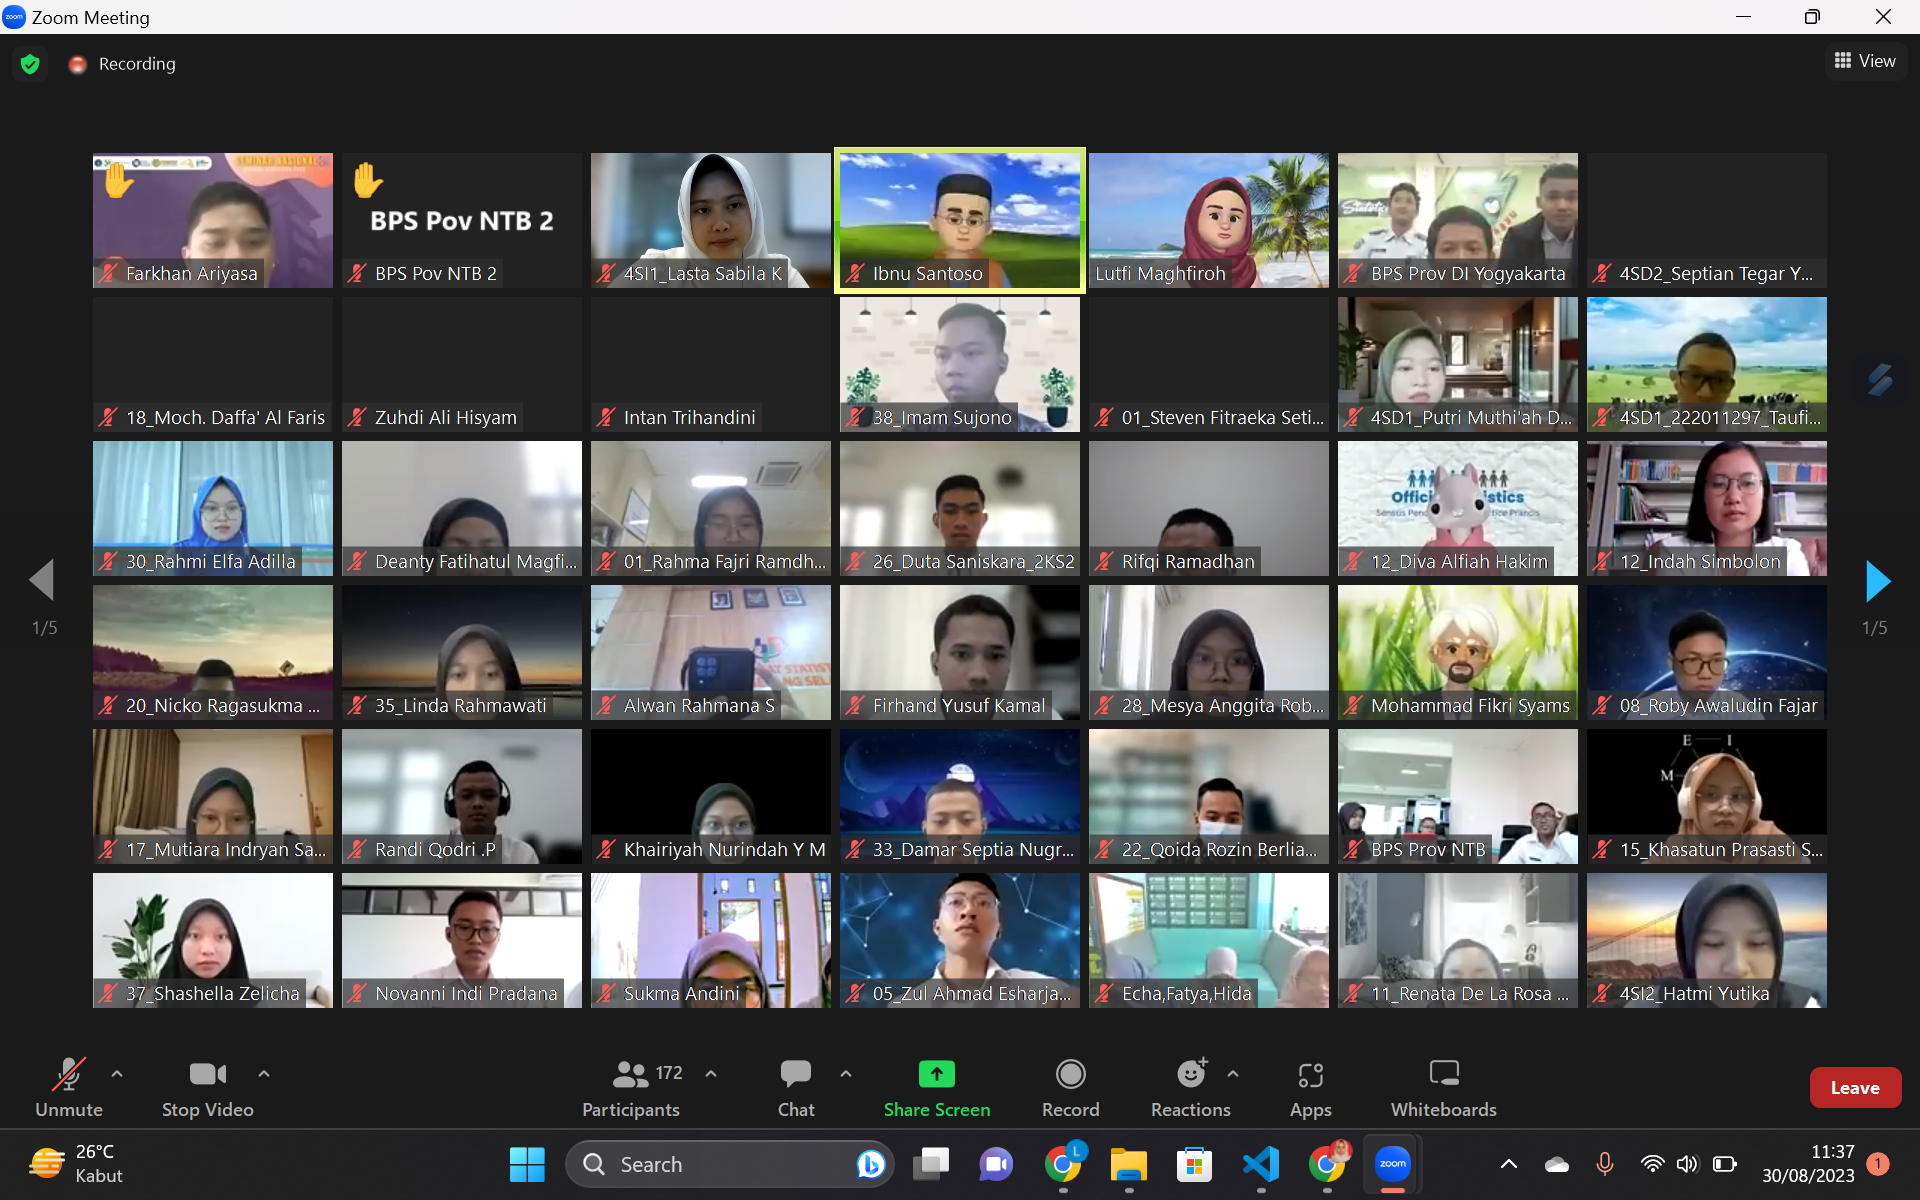 Zoom Meeting
Recording
View
SEMINAR NASIONAL
Farkhan Ariyasa
BPS Pov NTB 2
BPS Pov NTB 2
4SI1_Lasta Sabila K
Ibnu Santoso
Lutfi Maghfiroh
Statistics
BPS Prov DI Yogyakarta
4SD2_Septian Tegar Y...
18_Moch. Daffa' Al Faris
Zuhdi Ali Hisyam
Intan Trihandini
38_Imam Sujono
01_Steven Fitraeka Seti...
4SD1_Putri Muthi'ah D...
4SD1_222011297_Taufi...
30_Rahmi Elfa Adilla
Deanty Fatihatul Magfi...
01_Rahma Fajri Ramdh...
26_Duta Saniskara_2KS2
Rifqi Ramadhan
12_Diva Alfiah Hakim
12_Indah Simbolon
1/5
1/5
20_Nicko Ragasukma ...
35_Linda Rahmawati
Alwan Rahmana S
Firhand Yusuf Kamal
28_Mesya Anggita Rob...
Mohammad Fikri Syams
08_Roby Awaludin Fajar
E I
M
17_Mutiara Indryan Sa...
Randi Qodri .P
Khairiyah Nurindah Y M
33_Damar Septia Nugr...
22_Qoida Rozin Berlia...
BPS Prov NTB
15_Khasatun Prasasti S...
37_Shashella Zelicha
Novanni Indi Pradana
Sukma Andini
05_Zul Ahmad Esharja...
Echa,Fatya,Hida
11_Renata De La Rosa ...
4SI2_Hatmi Yutika
Unmute
Stop Video
172
Participants
Chat
Share Screen
Record
Reactions
Apps
Whiteboards
Leave
26°C
Kabut
Search
L
zoom
11:37
30/08/2023
1